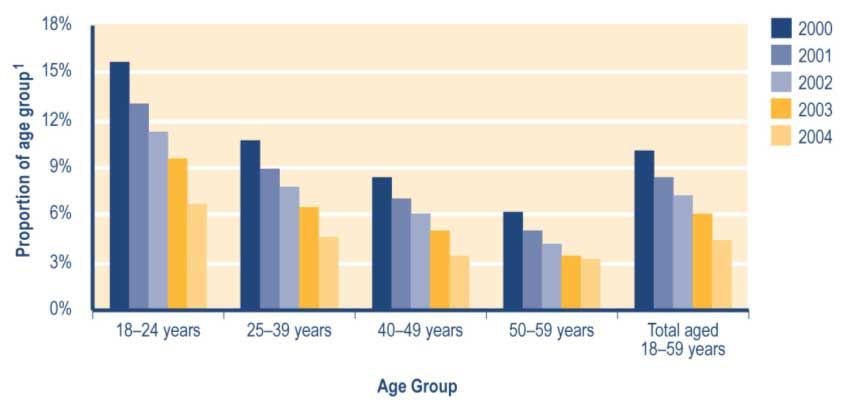 18%
15%
12%
9%
6%
3%
0%
Proportion of age group1
18–24 years
25–39 years
40–49 years
50–59 years
Total aged
18–59 years
Age Group
2000
2001
2002
2003
2004